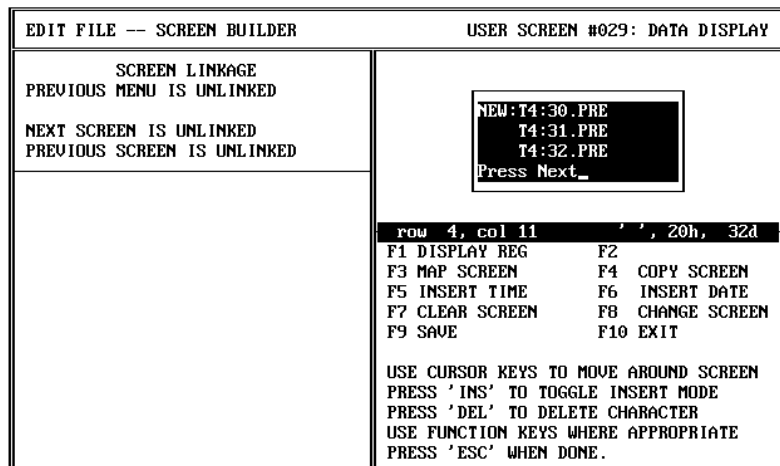 EDIT FILE -- SCREEN BUILDER
USER SCREEN #029: DATA DISPLAY
SCREEN LINKAGE
PREVIOUS MENU IS UNLINKED
NEXT SCREEN IS UNLINKED
PREVIOUS SCREEN IS UNLINKED
NEW:T4:30.PRE
T4:31.PRE
T4:32.PRE
Press Next_
row 4, col 11 ' ', 20h, 32d
F1 DISPLAY REG F2
F3 MAP SCREEN F4 COPY SCREEN
F5 INSERT TIME F6 INSERT DATE
F7 CLEAR SCREEN F8 CHANGE SCREEN
F9 SAVE F10 EXIT
USE CURSOR KEYS TO MOVE AROUND SCREEN
PRESS 'INS' TO TOGGLE INSERT MODE
PRESS 'DEL' TO DELETE CHARACTER
USE FUNCTION KEYS WHERE APPROPRIATE
PRESS 'ESC' WHEN DONE.